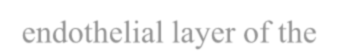 endothelial layer of the